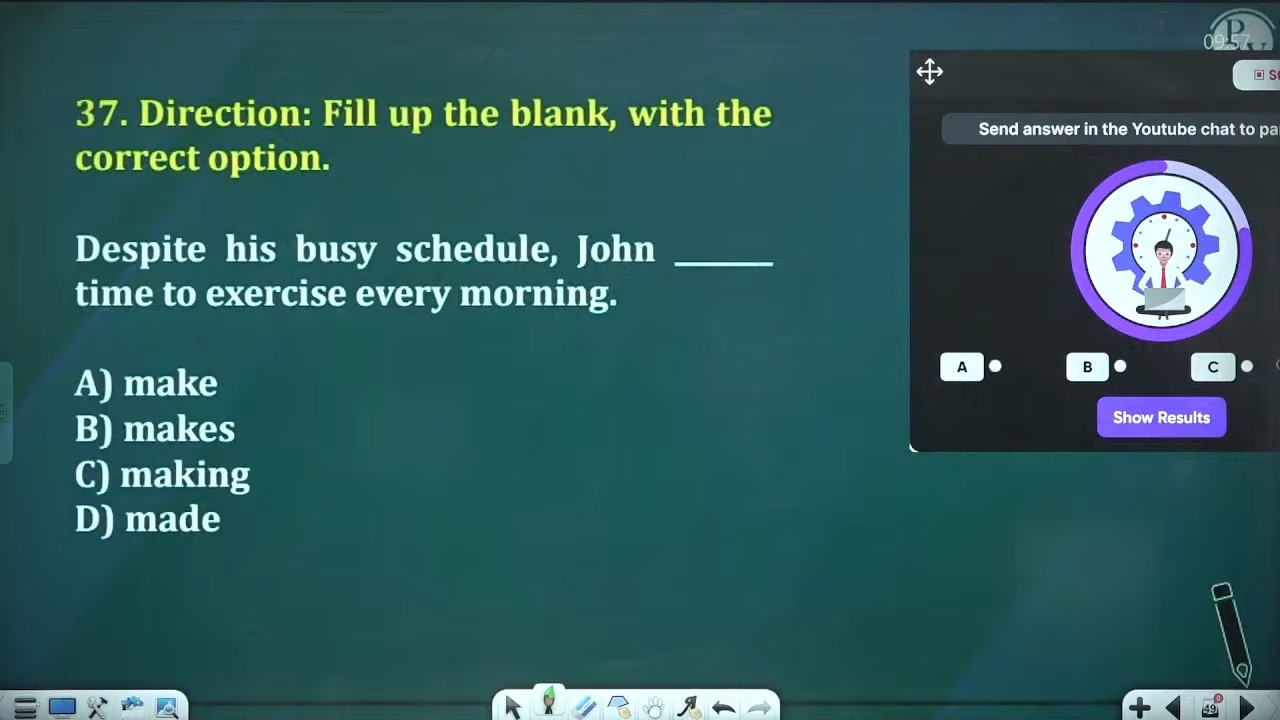 09:57
37. Direction: Fill up the blank, with the
correct option.
Send answer in the Youtube chat to pa
Despite his busy schedule, John ______
time to exercise every morning.
A) make
B) makes
C) making
D) made
A
B
C
Show Results
49